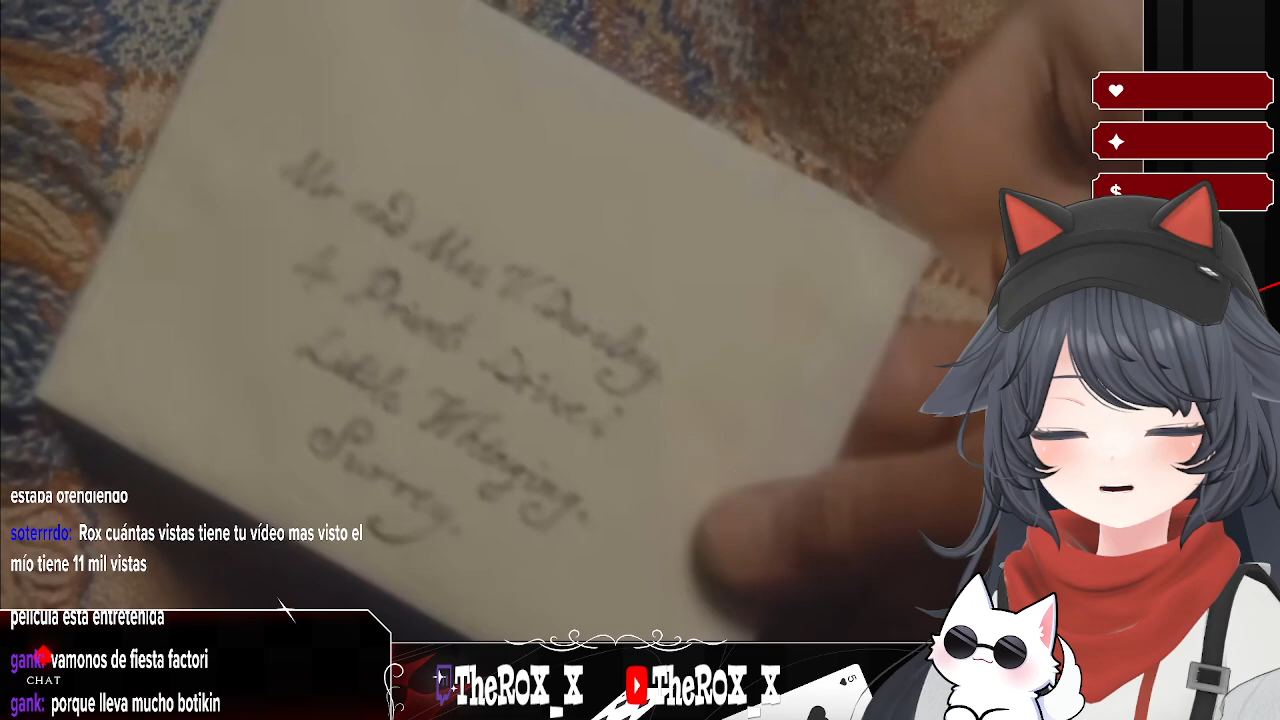 Mr and Mrs V Dursley
4 Privet Drive
Little Whinging
Surrey
estaba ofendiendo
soterrrdo: Rox cuántas vistas tiene tu vídeo mas visto el
mío tiene 11 mil vistas
película esta entretenida
gank: vamonos de fiesta factori
CHAT
gank: porque lleva mucho botikin
TheROX_X
TheROX_X
$
5